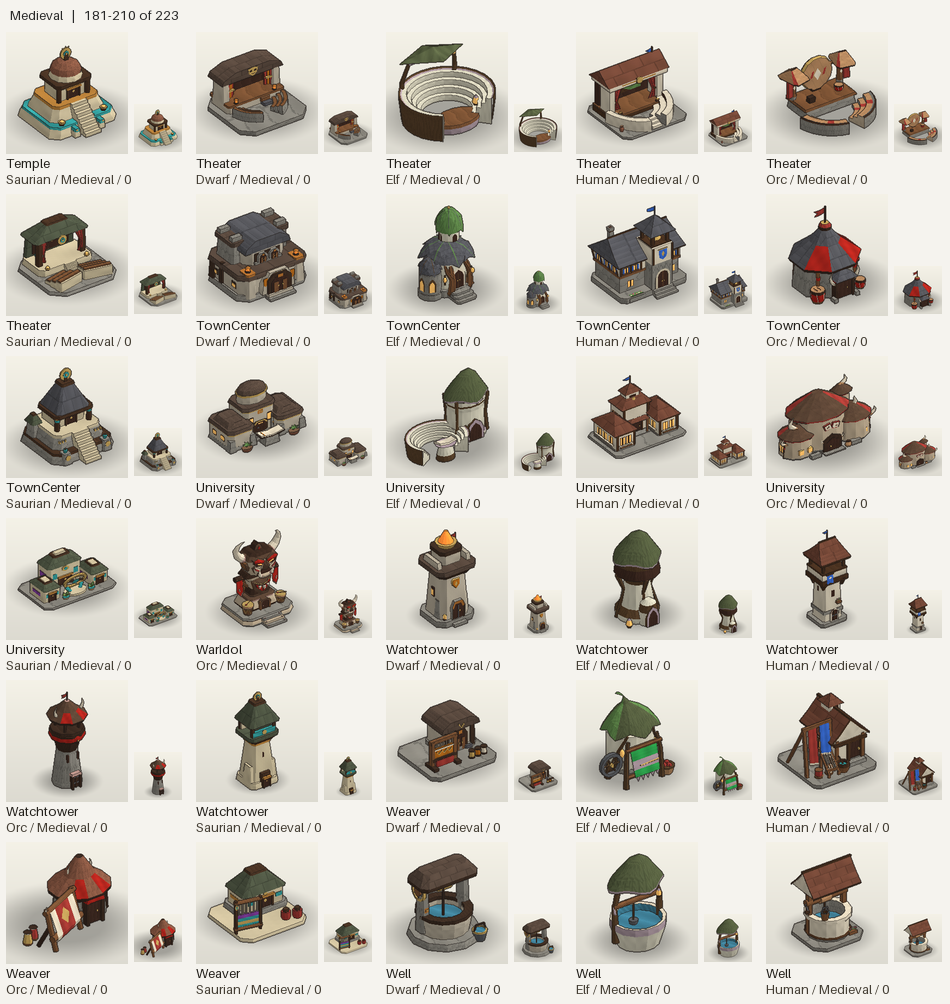 Medieval | 181-210 of 223
Temple
Saurian / Medieval / 0
Theater
Dwarf / Medieval / 0
Theater
Elf / Medieval / 0
Theater
Human / Medieval / 0
Theater
Orc / Medieval / 0
Theater
Saurian / Medieval / 0
TownCenter
Dwarf / Medieval / 0
TownCenter
Elf / Medieval / 0
TownCenter
Human / Medieval / 0
TownCenter
Orc / Medieval / 0
TownCenter
Saurian / Medieval / 0
University
Dwarf / Medieval / 0
University
Elf / Medieval / 0
University
Human / Medieval / 0
University
Orc / Medieval / 0
University
Saurian / Medieval / 0
WarIdol
Orc / Medieval / 0
Watchtower
Dwarf / Medieval / 0
Watchtower
Elf / Medieval / 0
Watchtower
Human / Medieval / 0
Watchtower
Orc / Medieval / 0
Watchtower
Saurian / Medieval / 0
Weaver
Dwarf / Medieval / 0
Weaver
Elf / Medieval / 0
Weaver
Human / Medieval / 0
Weaver
Orc / Medieval / 0
Weaver
Saurian / Medieval / 0
Well
Dwarf / Medieval / 0
Well
Elf / Medieval / 0
Well
Human / Medieval / 0